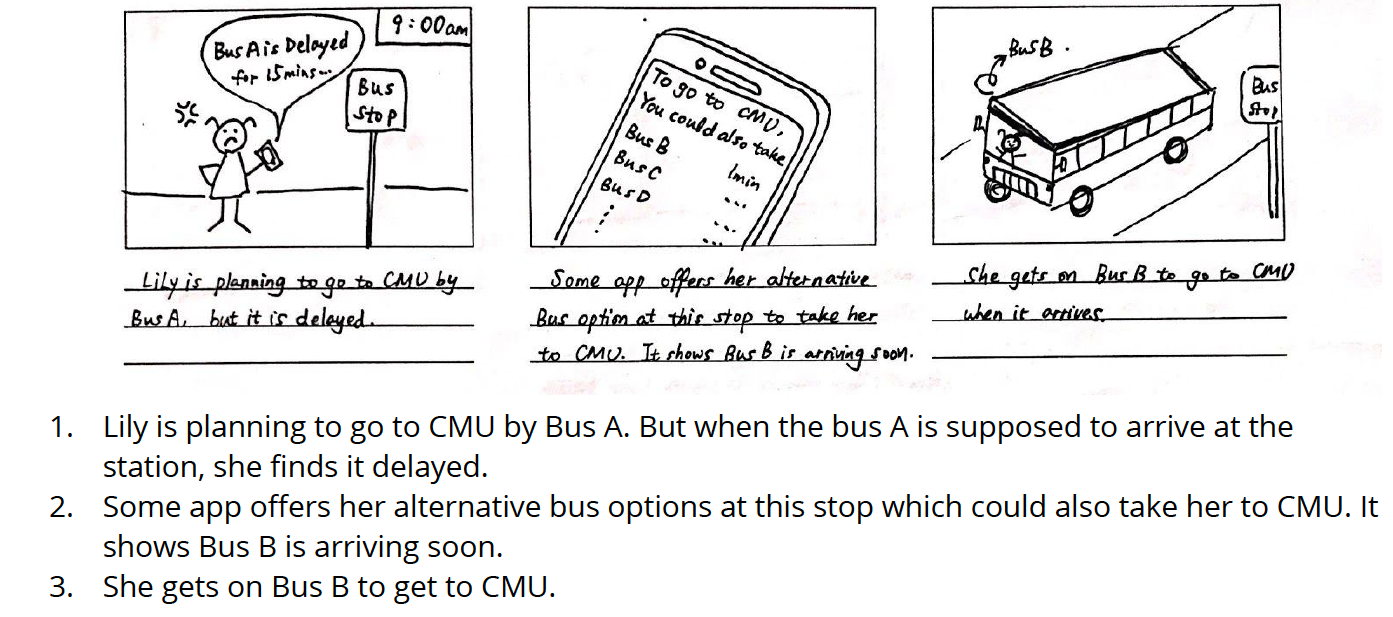 9:00am
Bus A is Delayed
for 15mins...
Bus
Stop
Lily is planning to go to CMU by
Bus A, but it is delayed.
To go to CMU,
You could also take
Bus B 1min
Bus C ...
Bus D ...
Some app offers her alternative
Bus option at this stop to take her
to CMU. It shows Bus B is arriving soon.
Bus B
Bus
Stop
She gets on Bus B to go to CMU
when it arrives.
1. Lily is planning to go to CMU by Bus A. But when the bus A is supposed to arrive at the
station, she finds it delayed.
2. Some app offers her alternative bus options at this stop which could also take her to CMU. It
shows Bus B is arriving soon.
3. She gets on Bus B to get to CMU.